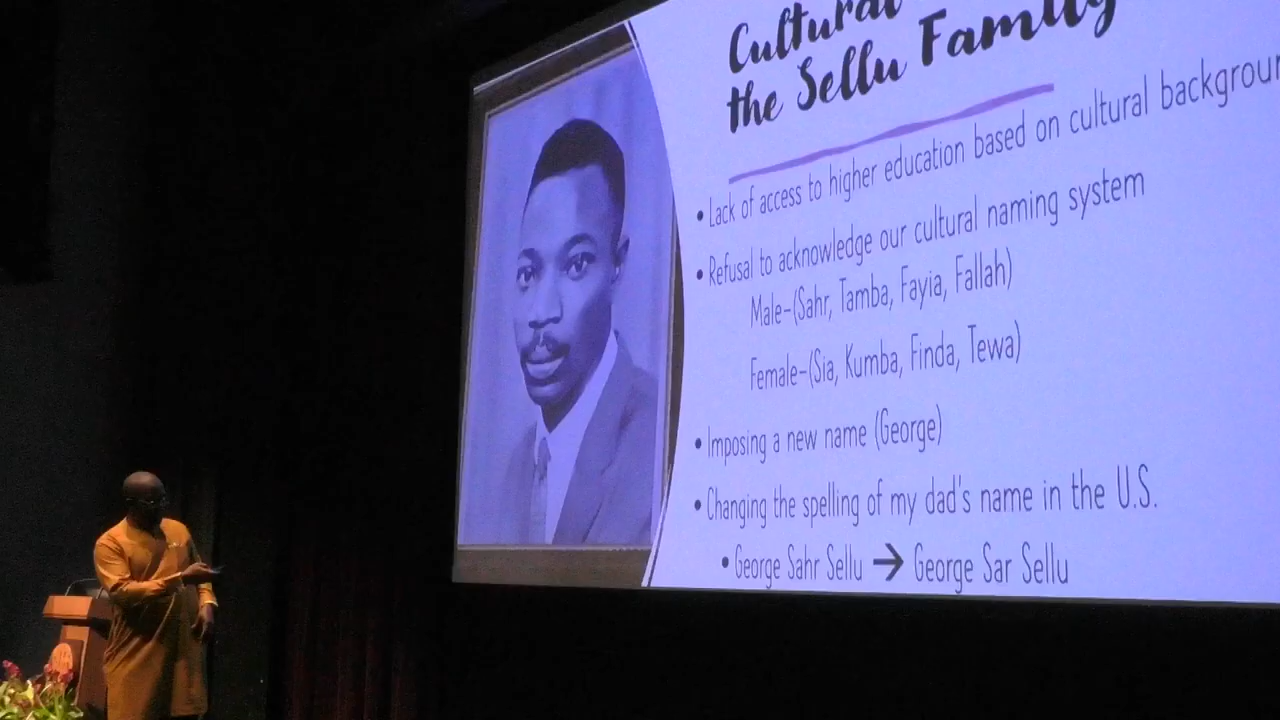 Cultural
the Sellu Family
• Lack of access to higher education based on cultural
• Refusal to acknowledge our cultural naming system
Male-(Sahr, Tamba, Fayia, Fallah)
Female-(Sia, Kumba, Finda, Tewa)
• Imposing a new name (George)
• Changing the spelling of my dad's name in the U.S.
• George Sahr Sellu → George Sar Sellu